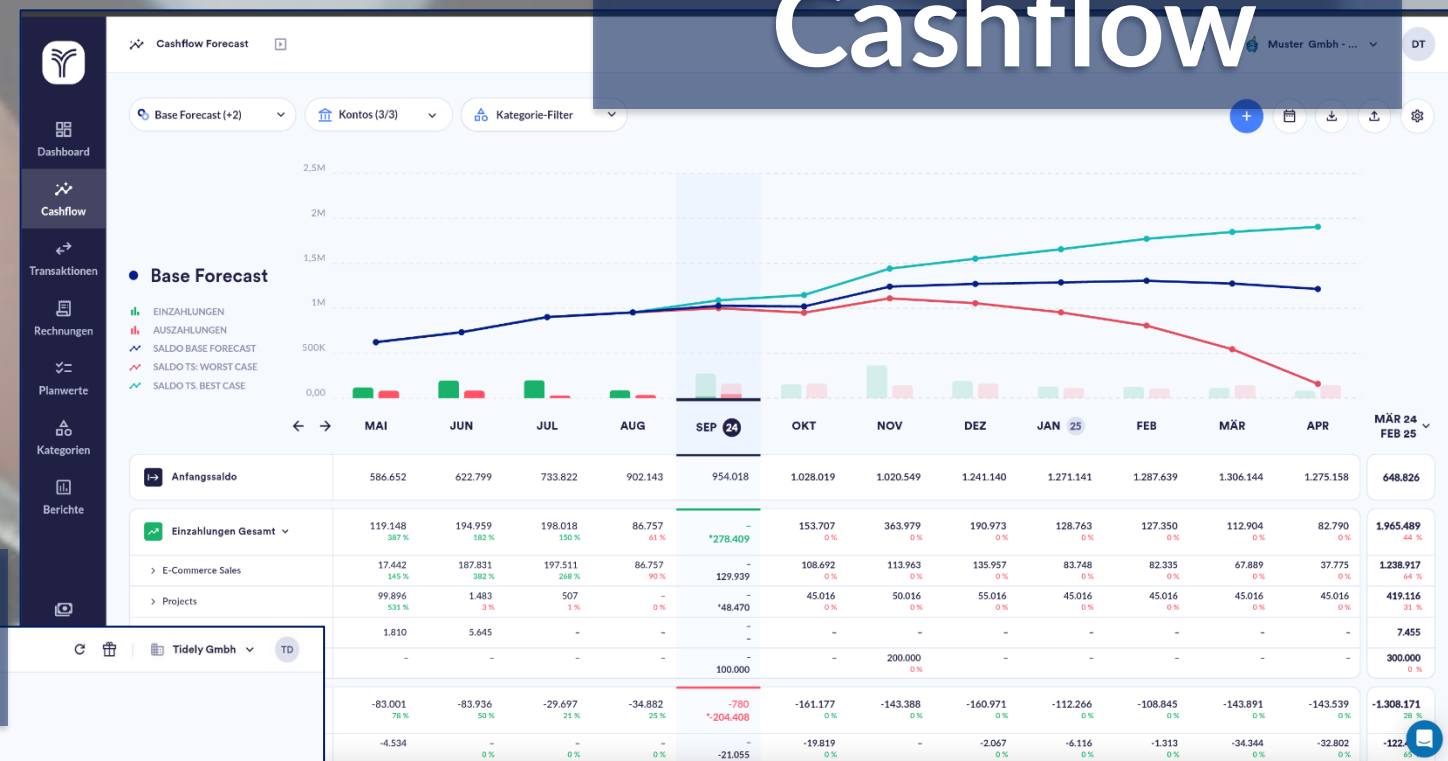 Cashflow
Cashflow Forecast
Muster Gmbh - ...
DT
Base Forecast (+2)
Kontos (3/3)
Kategorie-Filter
Dashboard
Cashflow
Transaktionen
Rechnungen
Planwerte
Kategorien
Berichte
2,5M
2M
1,5M
1M
500K
0,00
Base Forecast
EINZAHLUNGEN
AUSZAHLUNGEN
SALDO BASE FORECAST
SALDO TS: WORST CASE
SALDO TS. BEST CASE
MAI JUN JUL AUG SEP 24 OKT NOV DEZ JAN 25 FEB MÄR APR MÄR 24
FEB 25
Anfangssaldo 586.652 622.799 733.822 902.143 954.018 1.028.019 1.020.549 1.241.140 1.271.141 1.287.639 1.306.144 1.275.158 648.826
Einzahlungen Gesamt 119.148 194.959 198.018 86.757 – 153.707 363.979 190.973 128.763 127.350 112.904 82.790 1.965.489
387 % 182 % 150 % 61 % *278.409 0 % 0 % 0 % 0 % 0 % 0 % 0 % 44 %
E-Commerce Sales 17.442 187.831 197.511 86.757 – 108.692 113.963 135.957 83.748 82.335 67.889 37.775 1.238.917
145 % 382 % 268 % 90 % 129.939 0 % 0 % 0 % 0 % 0 % 0 % 0 % 64 %
Projects 99.896 1.483 507 – – 45.016 50.016 55.016 45.016 45.016 45.016 45.016 419.116
531 % 3 % 1 % 0 % *48.470 0 % 0 % 0 % 0 % 0 % 0 % 0 % 31 %
1.810 5.645 – – – – – – – – – – 7.455
–
– – – – – – 200.000 – – – – – 300.000
100.000 0 % 0 %
Tidely Gmbh
TD
-83.001 -83.936 -29.697 -34.882 -780 -161.177 -143.388 -160.971 -112.266 -108.845 -143.891 -143.539 -1.308.171
78 % 50 % 21 % 25 % *-204.408 0 % 0 % 0 % 0 % 0 % 0 % 0 % 28 %
-4.534 – – – – -19.819 – -2.067 -6.116 -1.313 -34.344 -32.802
0 % 0 % 0 % -21.055 0 % 0 % 0 % 0 % 0 % 0 %